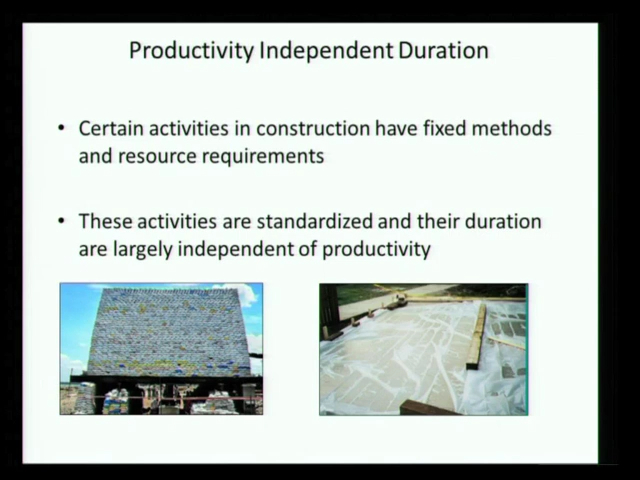 Productivity Independent Duration
• Certain activities in construction have fixed methods
and resource requirements
• These activities are standardized and their duration
are largely independent of productivity